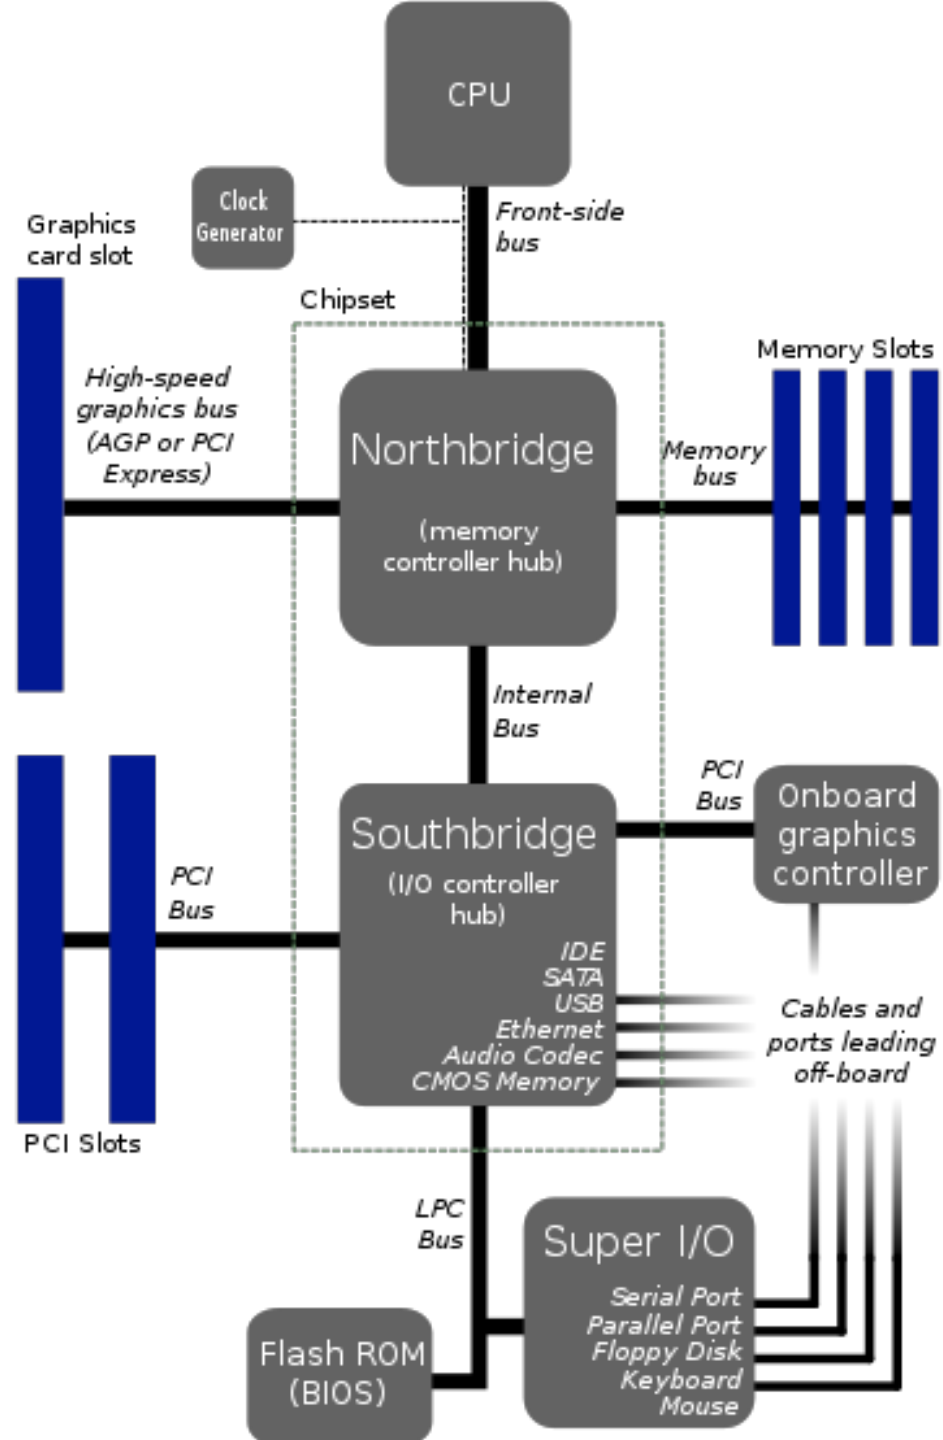 CPU
Clock
Generator
Front-side
bus
Graphics
card slot
Chipset
Memory Slots
High-speed
graphics bus
(AGP or PCI
Express)
Northbridge
(memory
controller hub)
Memory
bus
Internal
Bus
PCI
Bus
Onboard
graphics
controller
Southbridge
(I/O controller
hub)
PCI
Bus
IDE
SATA
USB
Ethernet
Audio Codec
CMOS Memory
Cables and
ports leading
off-board
PCI Slots
LPC
Bus
Super I/O
Serial Port
Parallel Port
Floppy Disk
Keyboard
Mouse
Flash ROM
(BIOS)